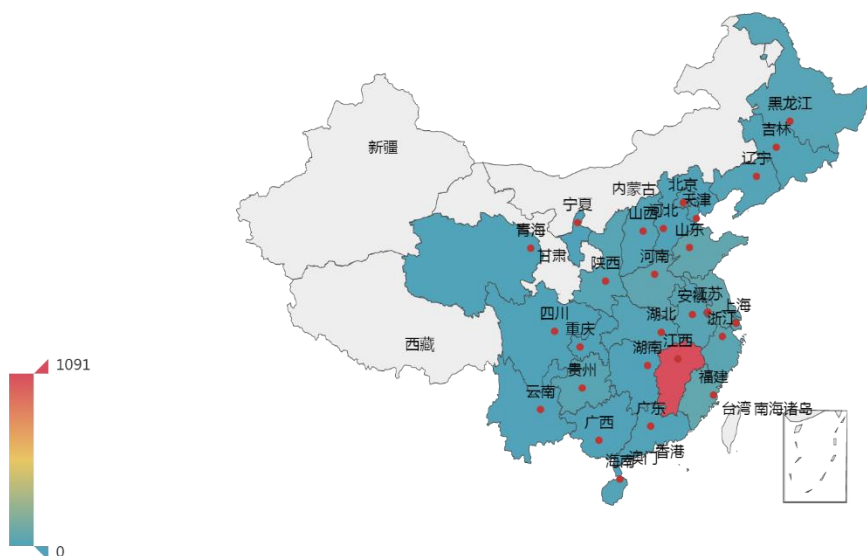 黑龙江
吉林
辽宁
新疆
内蒙古
北京
天津
宁夏
山西
河北
山东
青海
甘肃
陕西
河南
四川
重庆
湖北
安徽
江苏
上海
浙江
西藏
湖南
江西
贵州
福建
云南
广西
广东
台湾
南海诸岛
海南
澳门
香港
1091
0